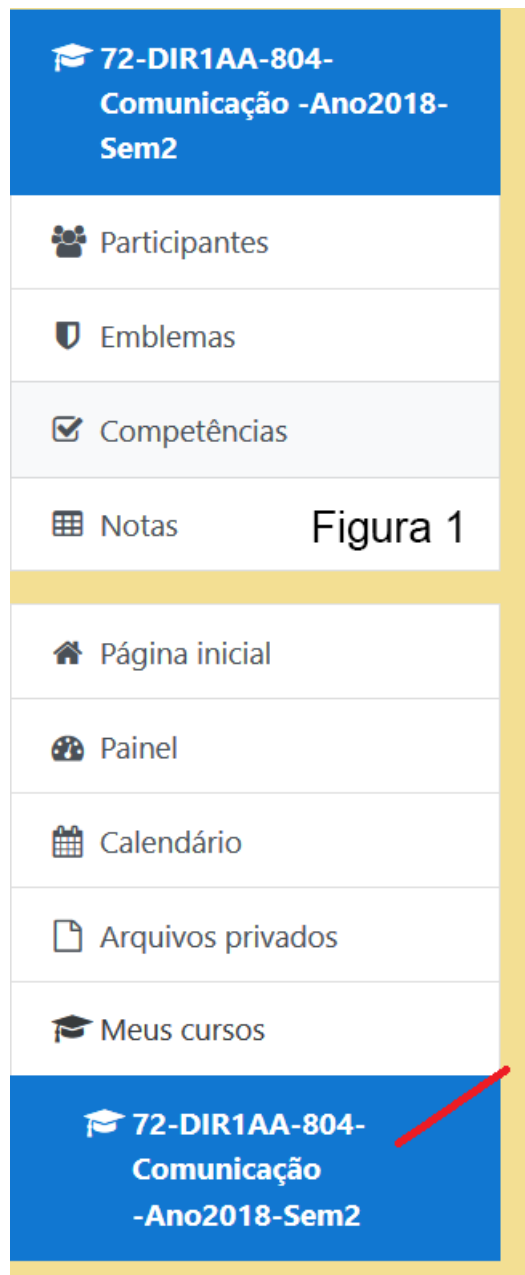 72-DIR1AA-804-
Comunicação -Ano2018-
Sem2
Participantes
Emblemas
Competências
Notas
Figura 1
Página inicial
Painel
Calendário
Arquivos privados
Meus cursos
72-DIR1AA-804-
Comunicação
-Ano2018-Sem2